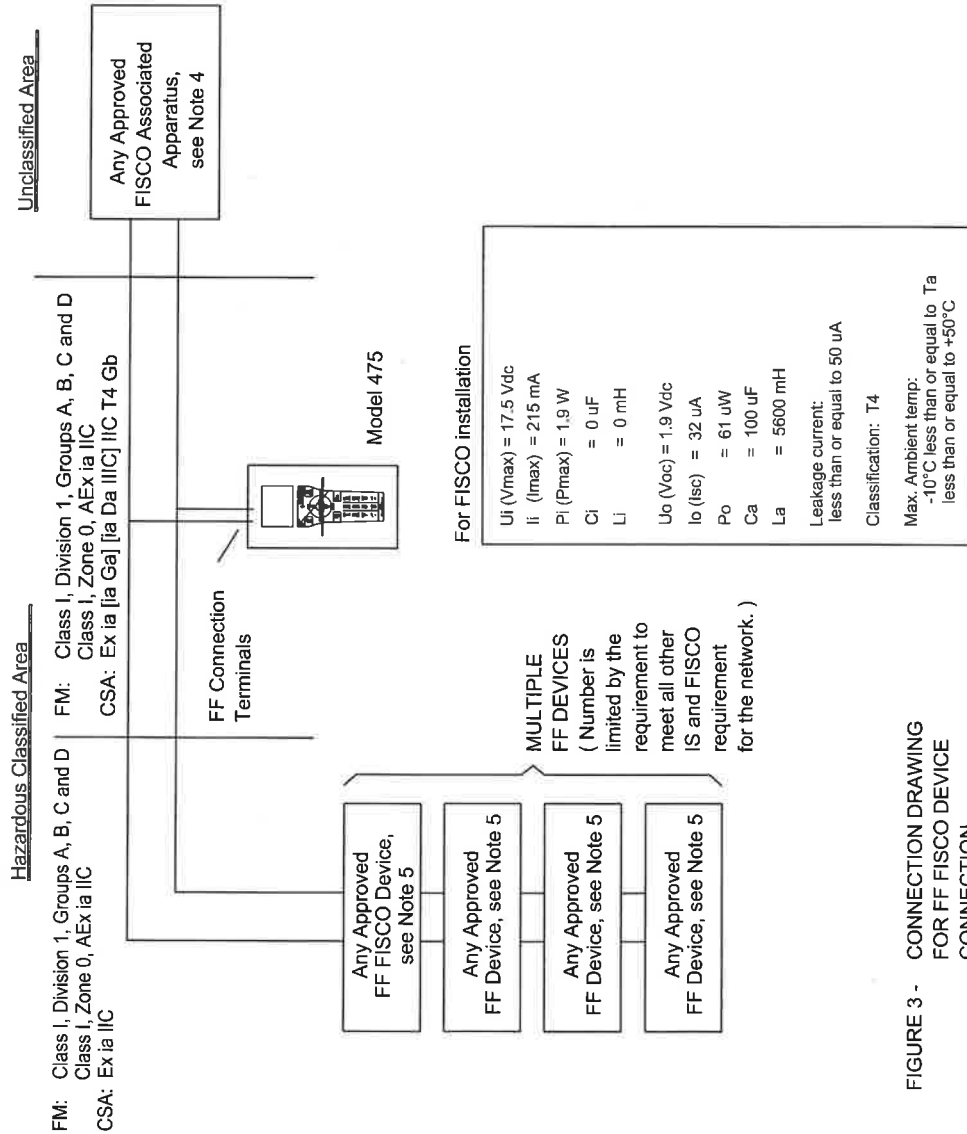 Hazardous Classified Area
Unclassified Area
FM: Class I, Division 1, Groups A, B, C and D
Class I, Zone 0, AEx ia IIC
CSA: Ex ia IIC
FM: Class I, Division 1, Groups A, B, C and D
Class I, Zone 0, AEx ia IIC
CSA: Ex ia [ia Ga] [ia Da IIIC] IIC T4 Gb
Any Approved
FISCO Associated
Apparatus,
see Note 4
FF Connection
Terminals
Model 475
Any Approved
FF FISCO Device,
see Note 5
Any Approved
FF Device, see Note 5
Any Approved
FF Device, see Note 5
Any Approved
FF Device, see Note 5
MULTIPLE
FF DEVICES
( Number is
limited by the
requirement to
meet all other
IS and FISCO
requirement
for the network. )
For FISCO installation
Ui (Vmax) = 17.5 Vdc
Ii (Imax) = 215 mA
Pi (Pmax) = 1.9 W
Ci = 0 uF
Li = 0 mH
Uo (Voc) = 1.9 Vdc
Io (Isc) = 32 uA
Po = 61 uW
Ca = 100 uF
La = 5600 mH
Leakage current:
less than or equal to 50 uA
Classification: T4
Max. Ambient temp:
-10°C less than or equal to Ta
less than or equal to +50°C
FIGURE 3 - CONNECTION DRAWING
FOR FF FISCO DEVICE
CONNECTION